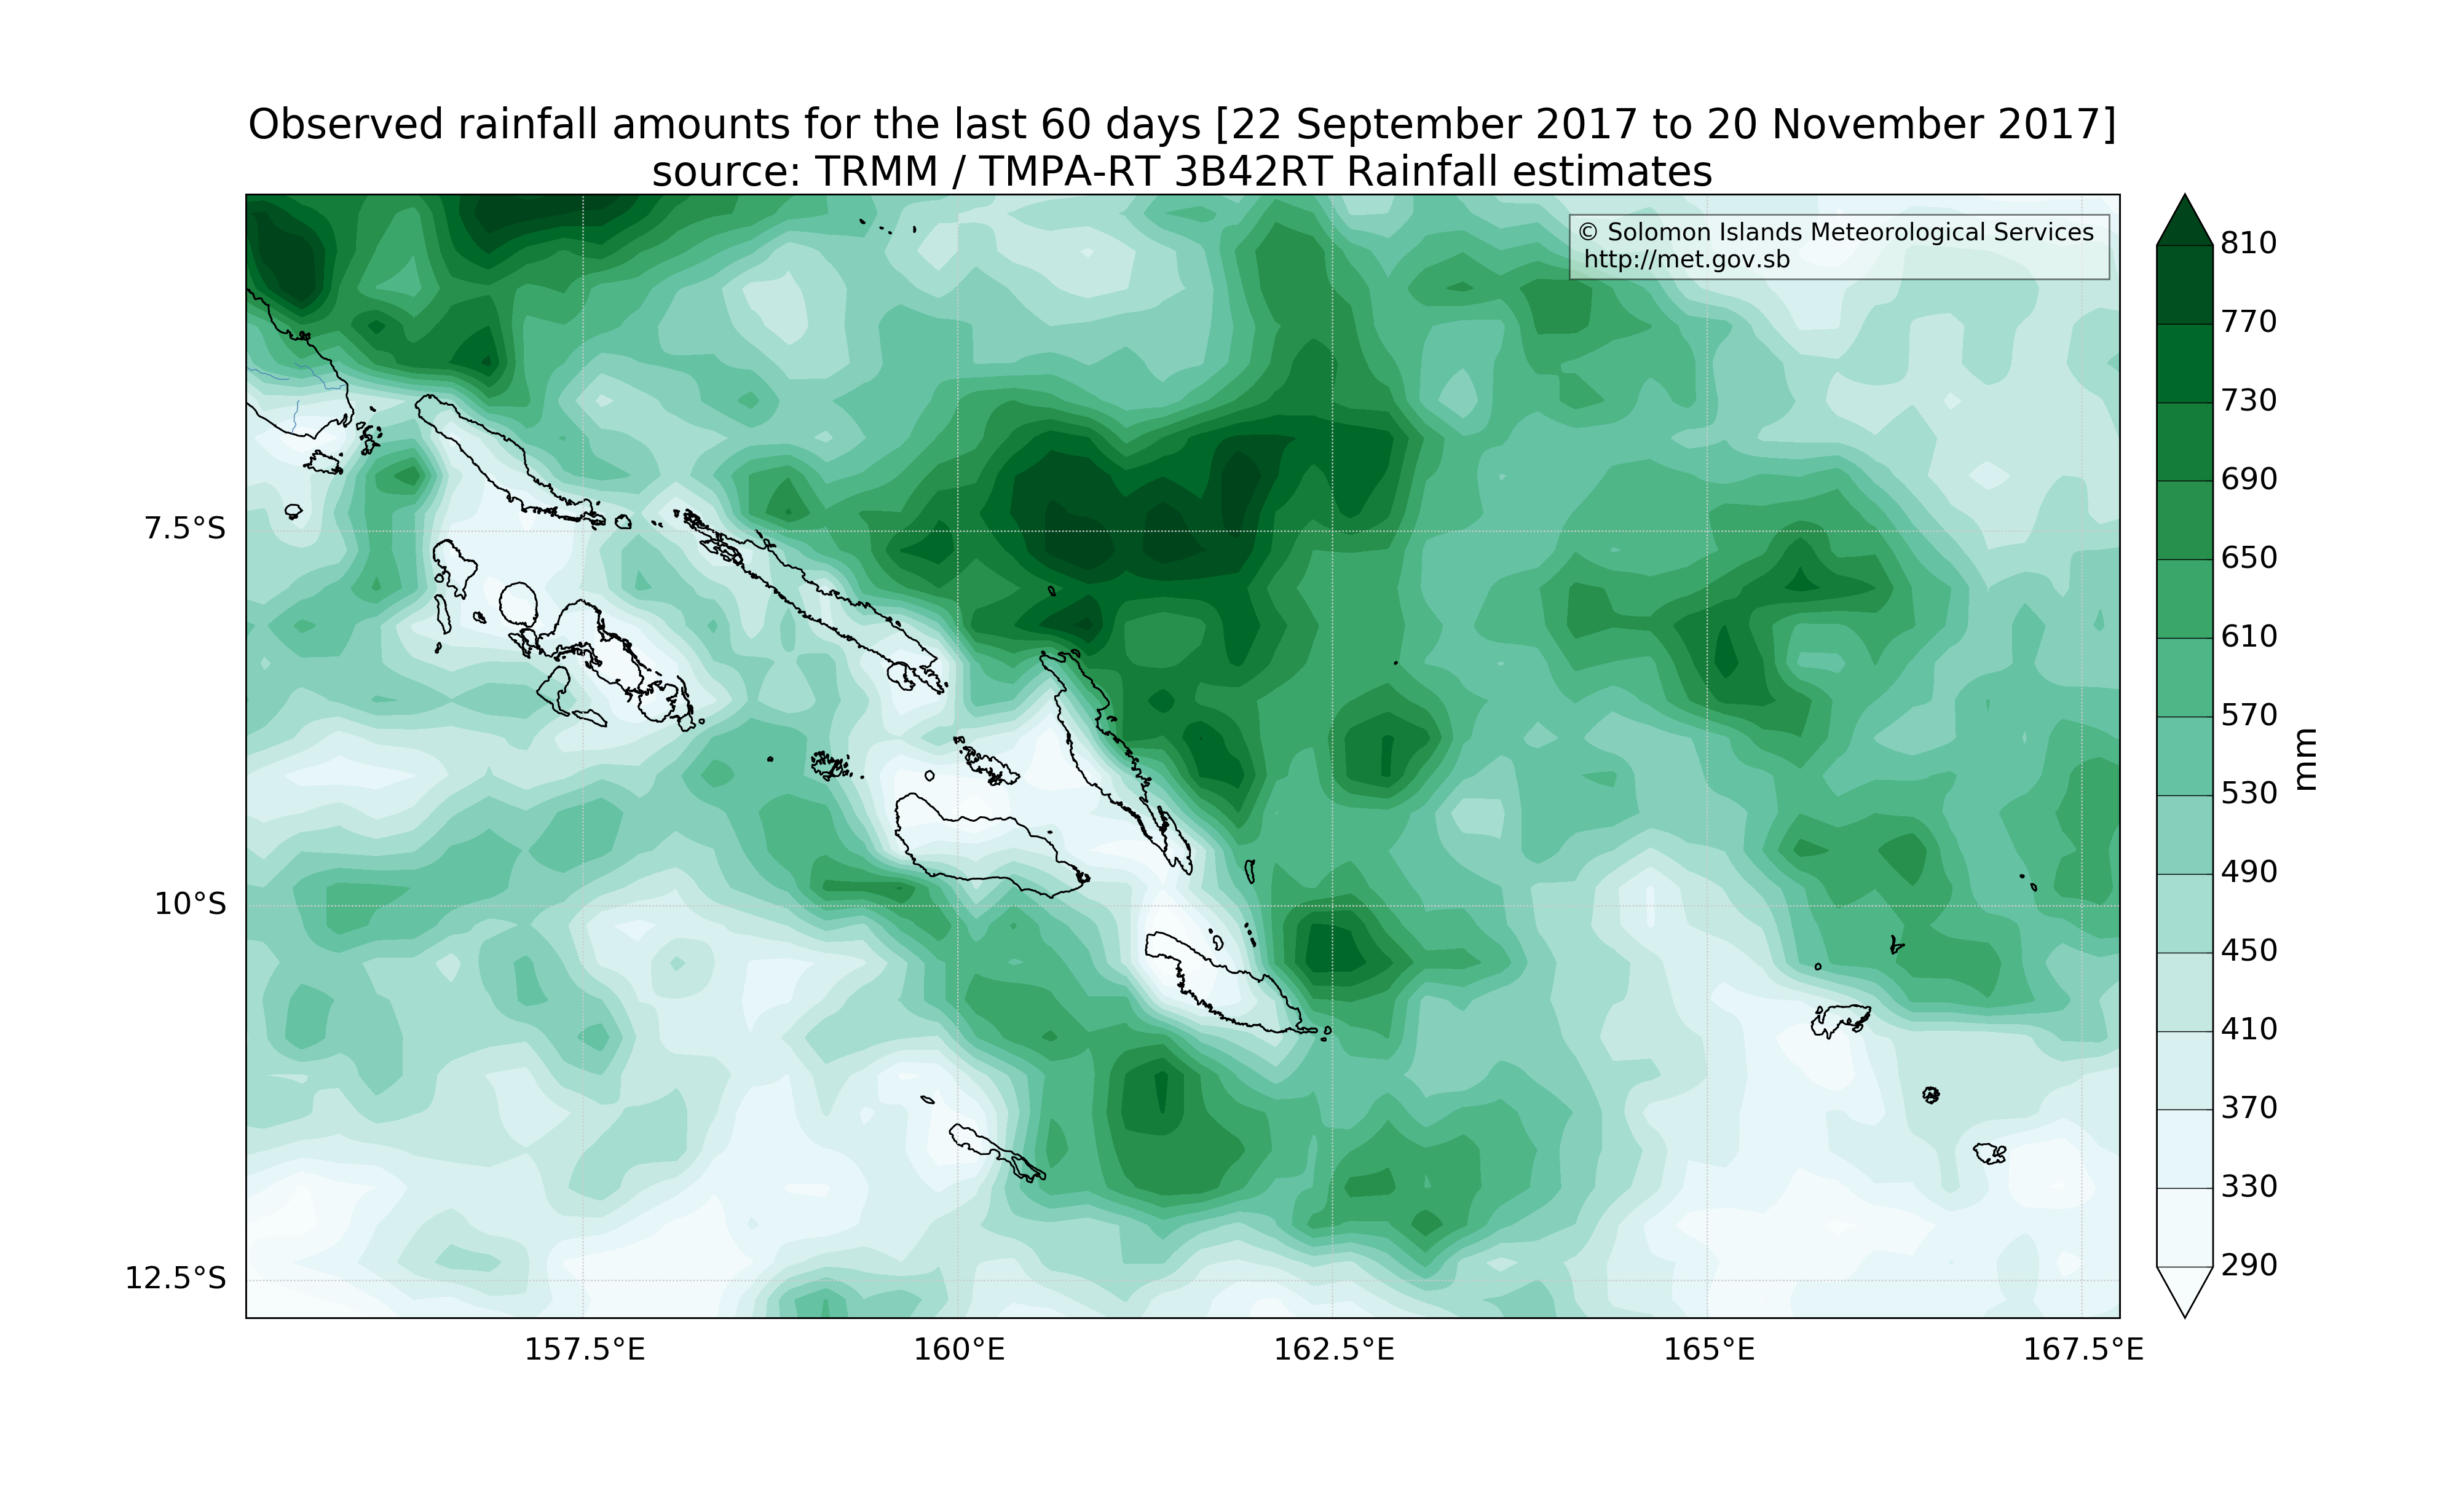 Observed rainfall amounts for the last 60 days [22 September 2017 to 20 November 2017]
source: TRMM / TMPA-RT 3B42RT Rainfall estimates
© Solomon Islands Meteorological Services
http://met.gov.sb
7.5°S
10°S
12.5°S
157.5°E
160°E
162.5°E
165°E
167.5°E
810
770
730
690
650
610
570
530
490
450
410
370
330
290
mm